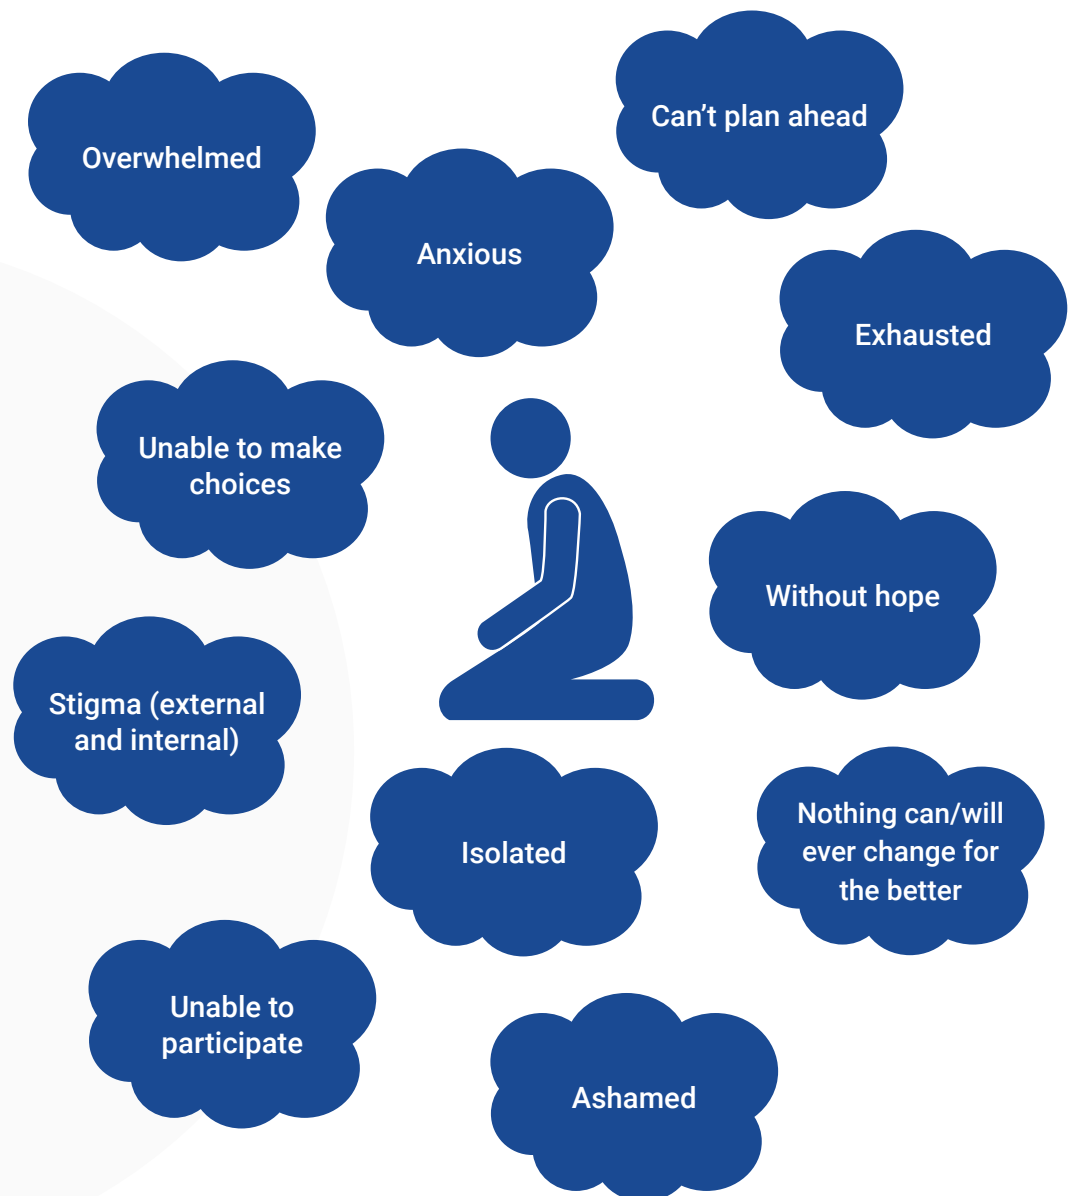 Can’t plan ahead
Overwhelmed
Anxious
Exhausted
Unable to make
choices
Without hope
Stigma (external
and internal)
Nothing can/will
ever change for
the better
Isolated
Unable to
participate
Ashamed